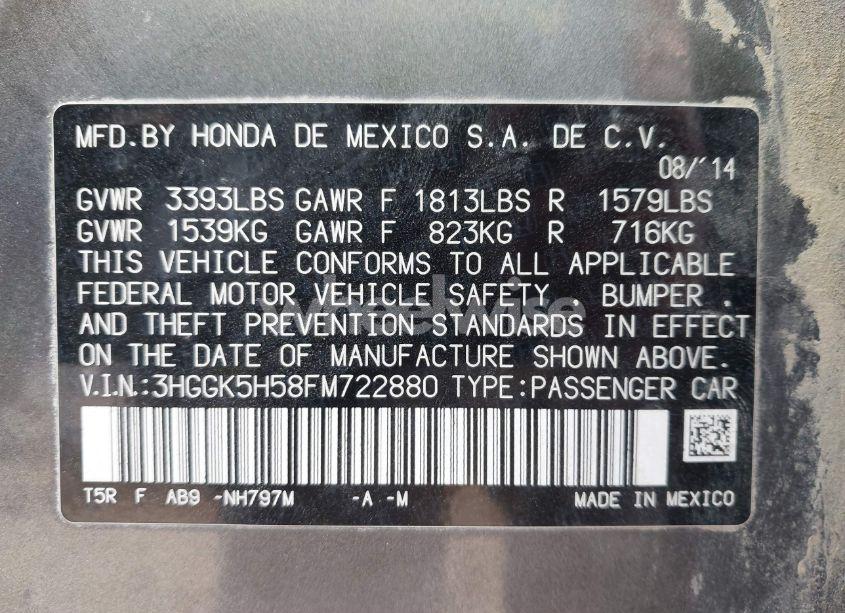 MFD.BY HONDA DE MEXICO S.A. DE C.V.
08/´14
GVWR 3393LBS GAWR F 1813LBS R 1579LBS
GVWR 1539KG GAWR F 823KG R 716KG
THIS VEHICLE CONFORMS TO ALL APPLICABLE
FEDERAL MOTOR VEHICLE SAFETY . BUMPER .
AND THEFT PREVENTION STANDARDS IN EFFECT
ON THE DATE OF MANUFACTURE SHOWN ABOVE.
V.I.N.:3HGGK5H58FM722880 TYPE:PASSENGER CAR
T5R F AB9 -NH797M -A -M MADE IN MEXICO
wheelwire